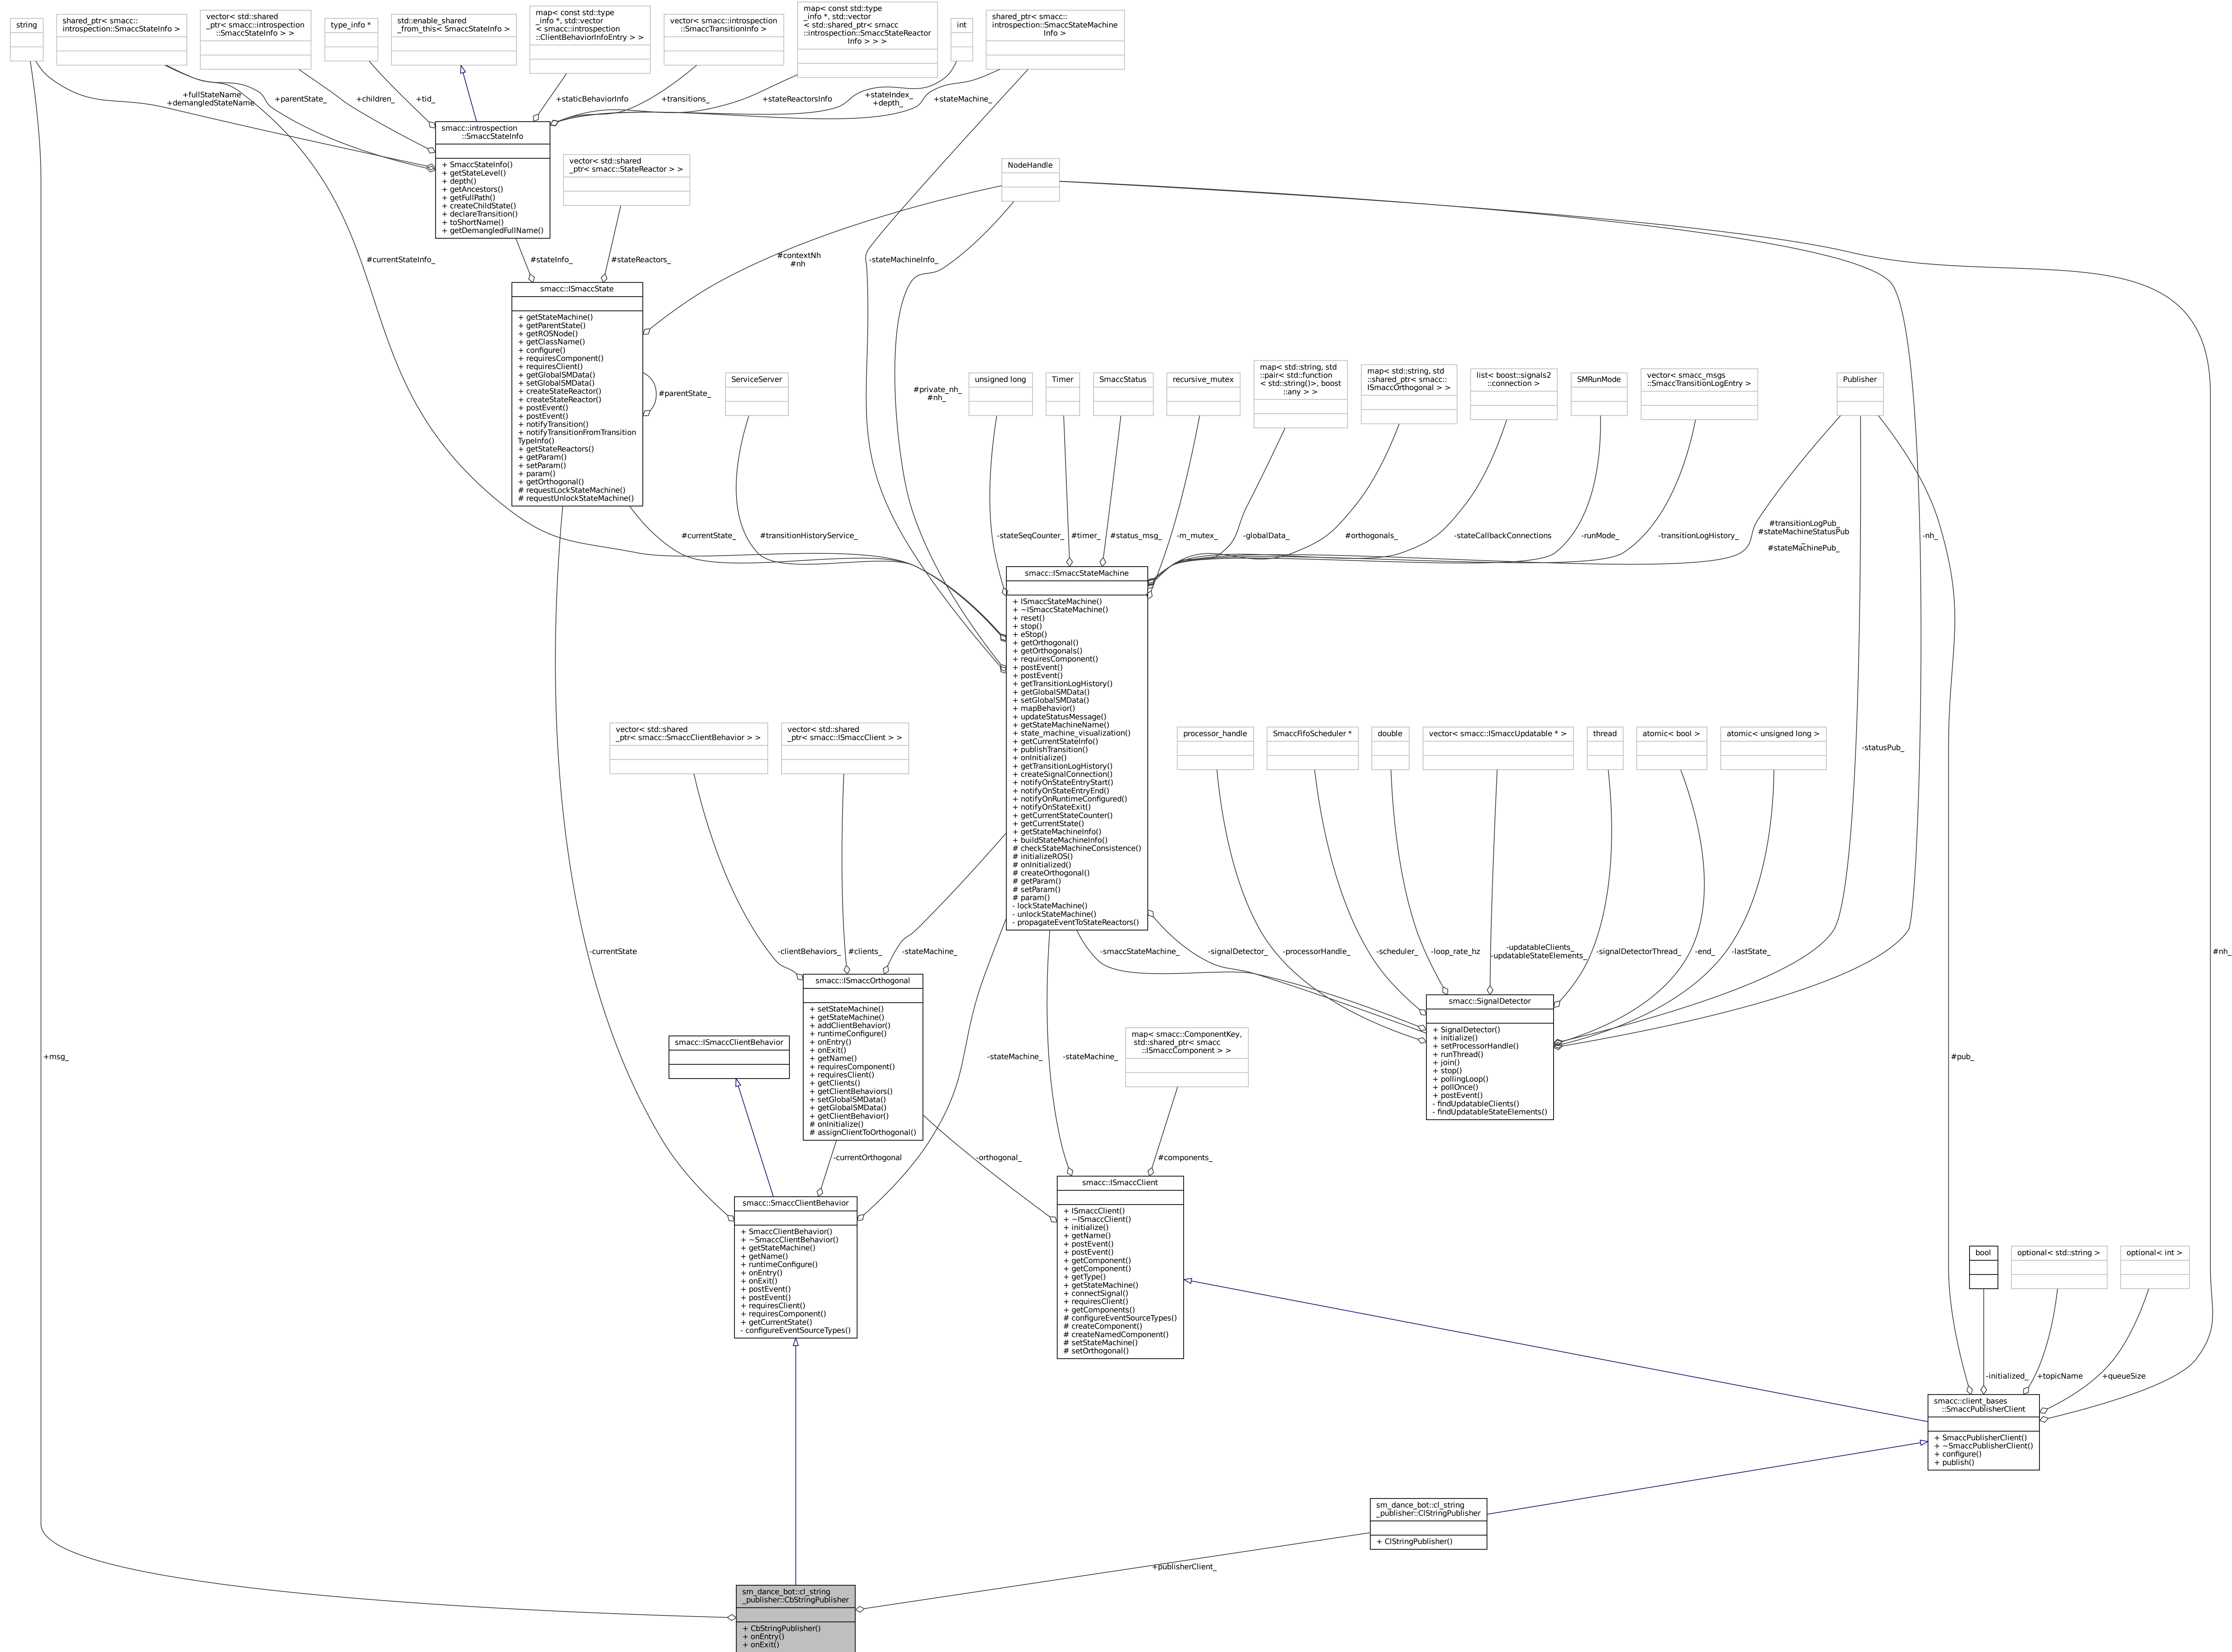 string
shared_ptr< smacc::
introspection::SmaccStateInfo >
vector< std::shared
_ptr< smacc::introspection
::SmaccStateInfo > >
type_info *
std::enable_shared
_from_this< SmaccStateInfo >
map< const std::type
_info *, std::vector
< smacc::introspection
::ClientBehaviorInfoEntry > >
vector< smacc::introspection
::SmaccTransitionInfo >
map< const std::type
_info *, std::vector
< std::shared_ptr< smacc
::introspection::SmaccStateReactor
Info > > >
int
shared_ptr< smacc::
introspection::SmaccStateMachine
Info >
+fullStateName
+demangledStateName
+parentState_
+children_
+tid_
+staticBehaviorInfo
+transitions_
+stateReactorsInfo
+stateIndex_
+depth_
+stateMachine_
smacc::introspection
::SmaccStateInfo
+ SmaccStateInfo()
+ getStateLevel()
+ depth()
+ getAncestors()
+ getFullPath()
+ createChildState()
+ declareTransition()
+ toShortName()
+ getDemangledFullName()
vector< std::shared
_ptr< smacc::StateReactor > >
NodeHandle
#currentStateInfo_
#stateInfo_
#stateReactors_
#contextNh
#nh
-stateMachineInfo_
smacc::ISmaccState
+ getStateMachine()
+ getParentState()
+ getROSNode()
+ getClassName()
+ configure()
+ requiresComponent()
+ requiresClient()
+ getGlobalSMData()
+ setGlobalSMData()
+ createStateReactor()
+ createStateReactor()
+ postEvent()
+ postEvent()
+ notifyTransition()
+ notifyTransitionFromTransition
TypeInfo()
+ getStateReactors()
+ getParam()
+ setParam()
+ param()
+ getOrthogonal()
# requestLockStateMachine()
# requestUnlockStateMachine()
#parentState_
ServiceServer
#private_nh_
#nh_
unsigned long
Timer
SmaccStatus
recursive_mutex
map< std::string, std
::pair< std::function
< std::string()>, boost
::any > >
map< std::string, std
::shared_ptr< smacc::
ISmaccOrthogonal > >
list< boost::signals2
::connection >
SMRunMode
vector< smacc_msgs
::SmaccTransitionLogEntry >
Publisher
#currentState_
#transitionHistoryService_
-stateSeqCounter_
#timer_
#status_msg_
-m_mutex_
-globalData_
#orthogonals_
-stateCallbackConnections
-runMode_
-transitionLogHistory_
#transitionLogPub_
#stateMachineStatusPub
_
#stateMachinePub_
-nh_
smacc::ISmaccStateMachine
+ ISmaccStateMachine()
+ ~ISmaccStateMachine()
+ reset()
+ stop()
+ eStop()
+ getOrthogonal()
+ getOrthogonals()
+ requiresComponent()
+ postEvent()
+ postEvent()
+ getTransitionLogHistory()
+ getGlobalSMData()
+ setGlobalSMData()
+ mapBehavior()
+ updateStatusMessage()
+ getStateMachineName()
+ state_machine_visualization()
+ getCurrentStateInfo()
+ publishTransition()
+ onInitialize()
+ getTransitionLogHistory()
+ createSignalConnection()
+ notifyOnStateEntryStart()
+ notifyOnStateEntryEnd()
+ notifyOnRuntimeConfigured()
+ notifyOnStateExit()
+ getCurrentStateCounter()
+ getCurrentState()
+ getStateMachineInfo()
+ buildStateMachineInfo()
# checkStateMachineConsistence()
# initializeROS()
# onInitialized()
# createOrthogonal()
# getParam()
# setParam()
# param()
- lockStateMachine()
- unlockStateMachine()
- propagateEventToStateReactors()
vector< std::shared
_ptr< smacc::SmaccClientBehavior > >
vector< std::shared
_ptr< smacc::ISmaccClient > >
processor_handle
SmaccFifoScheduler *
double
vector< smacc::ISmaccUpdatable * >
thread
atomic< bool >
atomic< unsigned long >
-statusPub_
-currentState
-clientBehaviors_
#clients_
-stateMachine_
-smaccStateMachine_
-signalDetector_
-processorHandle_
-scheduler_
-loop_rate_hz
-updatableClients_
-updatableStateElements_
-signalDetectorThread_
-end_
-lastState_
#nh_
smacc::ISmaccOrthogonal
+ setStateMachine()
+ getStateMachine()
+ addClientBehavior()
+ runtimeConfigure()
+ onEntry()
+ onExit()
+ getName()
+ requiresComponent()
+ requiresClient()
+ getClients()
+ getClientBehaviors()
+ setGlobalSMData()
+ getGlobalSMData()
+ getClientBehavior()
# onInitialize()
# assignClientToOrthogonal()
smacc::SignalDetector
+ SignalDetector()
+ initialize()
+ setProcessorHandle()
+ runThread()
+ join()
+ stop()
+ pollingLoop()
+ pollOnce()
+ postEvent()
- findUpdatableClients()
- findUpdatableStateElements()
smacc::ISmaccClientBehavior
map< smacc::ComponentKey,
std::shared_ptr< smacc
::ISmaccComponent > >
+msg_
-stateMachine_
-stateMachine_
#pub_
-currentOrthogonal
-orthogonal_
#components_
smacc::SmaccClientBehavior
+ SmaccClientBehavior()
+ ~SmaccClientBehavior()
+ getStateMachine()
+ getName()
+ runtimeConfigure()
+ onEntry()
+ onExit()
+ postEvent()
+ postEvent()
+ requiresClient()
+ requiresComponent()
+ getCurrentState()
- configureEventSourceTypes()
smacc::ISmaccClient
+ ISmaccClient()
+ ~ISmaccClient()
+ initialize()
+ getName()
+ postEvent()
+ postEvent()
+ getComponent()
+ getComponent()
+ getType()
+ getStateMachine()
+ connectSignal()
+ requiresClient()
+ getComponents()
# configureEventSourceTypes()
# createComponent()
# createNamedComponent()
# setStateMachine()
# setOrthogonal()
bool
optional< std::string >
optional< int >
-initialized_
+topicName
+queueSize
smacc::client_bases
::SmaccPublisherClient
+ SmaccPublisherClient()
+ ~SmaccPublisherClient()
+ configure()
+ publish()
sm_dance_bot::cl_string
_publisher::ClStringPublisher
+ ClStringPublisher()
+publisherClient_
sm_dance_bot::cl_string
_publisher::CbStringPublisher
+ CbStringPublisher()
+ onEntry()
+ onExit()